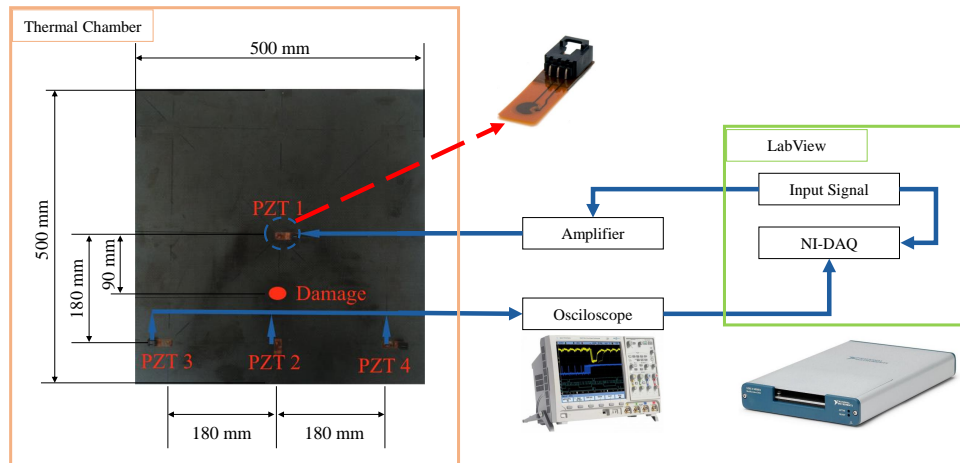 Thermal Chamber
500 mm
LabView
Input Signal
PZT 1
Amplifier
NI-DAQ
500 mm
180 mm
90 mm
Damage
Osciloscope
PZT 3
PZT 2
PZT 4
180 mm
180 mm